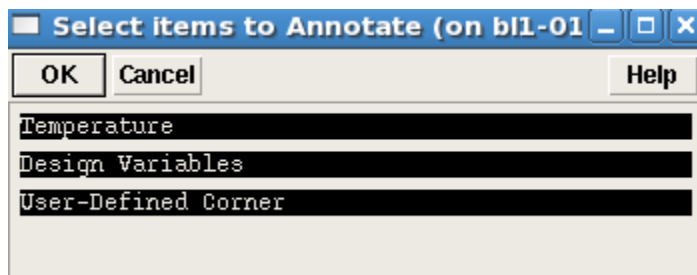 Select items to Annotate (on bl1-01
OK Cancel Help
Temperature
Design Variables
User-Defined Corner